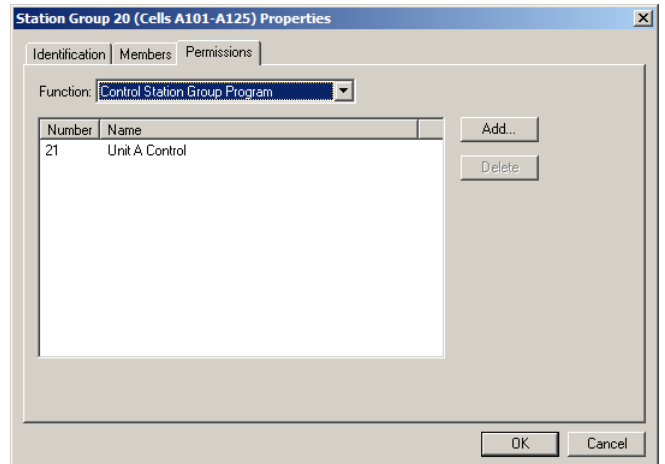 Station Group 20 (Cells A101-A125) Properties
Identification Members Permissions
Function: Control Station Group Program
Number Name Add...
21 Unit A Control
Delete
OK Cancel